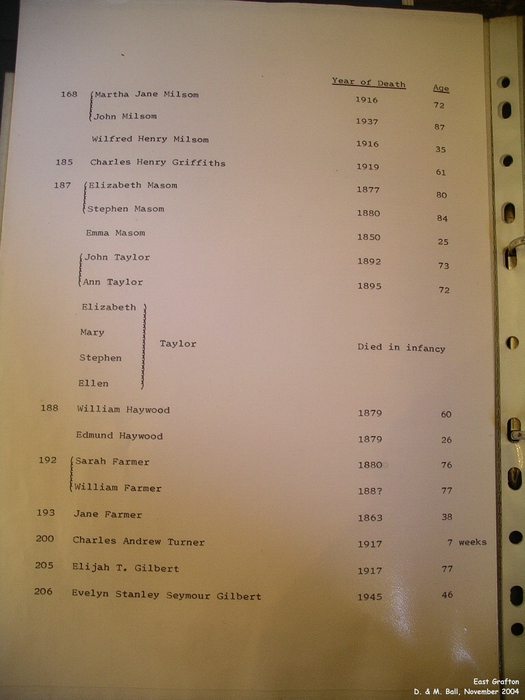 Year of Death Age
168 Martha Jane Milsom 1916 72
John Milsom 1937 87
Wilfred Henry Milsom 1916 35
185 Charles Henry Griffiths 1919 61
187 Elizabeth Masom 1877 80
Stephen Masom 1880 84
Emma Masom 1850 25
John Taylor 1892 73
Ann Taylor 1895 72
Elizabeth
Mary
Taylor Died in infancy
Stephen
Ellen
188 William Haywood 1879 60
Edmund Haywood 1879 26
192 Sarah Farmer 1880 76
William Farmer 188? 77
193 Jane Farmer 1863 38
200 Charles Andrew Turner 1917 7 weeks
205 Elijah T. Gilbert 1917 77
206 Evelyn Stanley Seymour Gilbert 1945 46
East Grafton
D. & M. Ball, November 2004